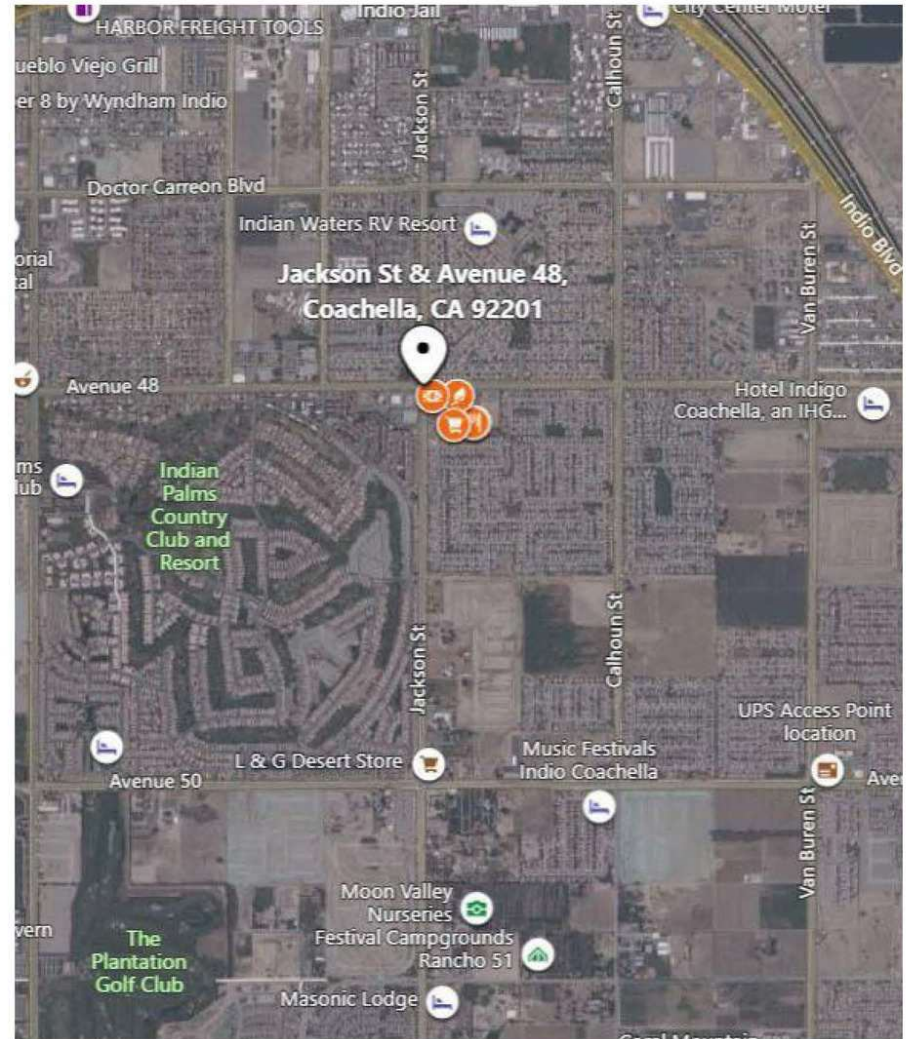 Indio Jail
City Center Motel
HARBOR FREIGHT TOOLS
ueblo Viejo Grill
er 8 by Wyndham Indio
Jackson St
Calhoun St
Doctor Carreon Blvd
Indian Waters RV Resort
Indio Blvd
Van Buren St
orial
tal
Jackson St & Avenue 48,
Coachella, CA 92201
Avenue 48
Hotel Indigo
Coachella, an IHG...
ms
lub
Indian
Palms
Country
Club and
Resort
Jackson St
Calhoun St
UPS Access Point
location
L & G Desert Store
Music Festivals
Indio Coachella
Avenue 50
Ave
Van Buren St
Moon Valley
Nurseries
Festival Campgrounds
Rancho 51
vern
The
Plantation
Golf Club
Masonic Lodge
Coral Mountain